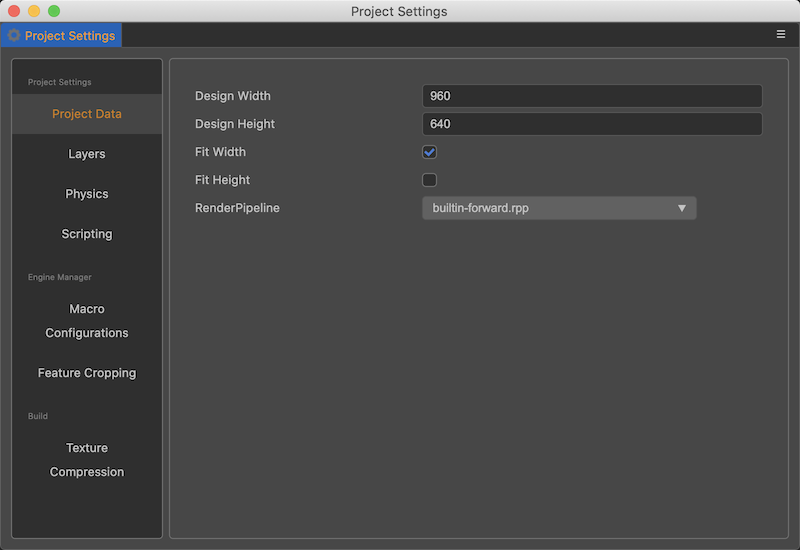 Project Settings
Project Settings
Project Settings
Project Data
Layers
Physics
Scripting
Engine Manager
Macro
Configurations
Feature Cropping
Build
Texture
Compression
Design Width 960
Design Height 640
Fit Width
Fit Height
RenderPipeline builtin-forward.rpp